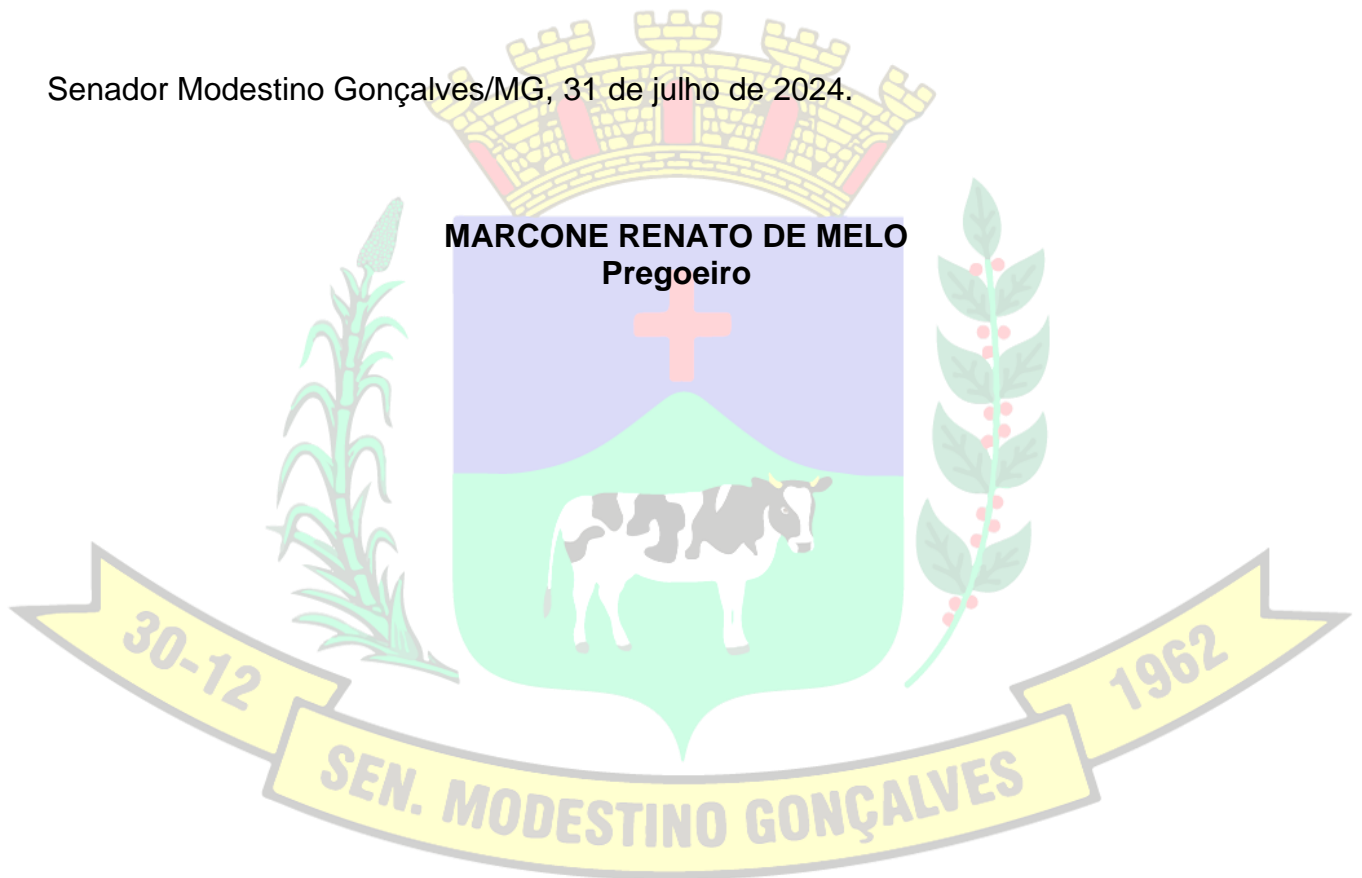 Senador Modestino Gonçalves/MG, 31 de julho de 2024.
MARCONE RENATO DE MELO
Pregoeiro
30-12
1962
SEN. MODESTINO GONÇALVES